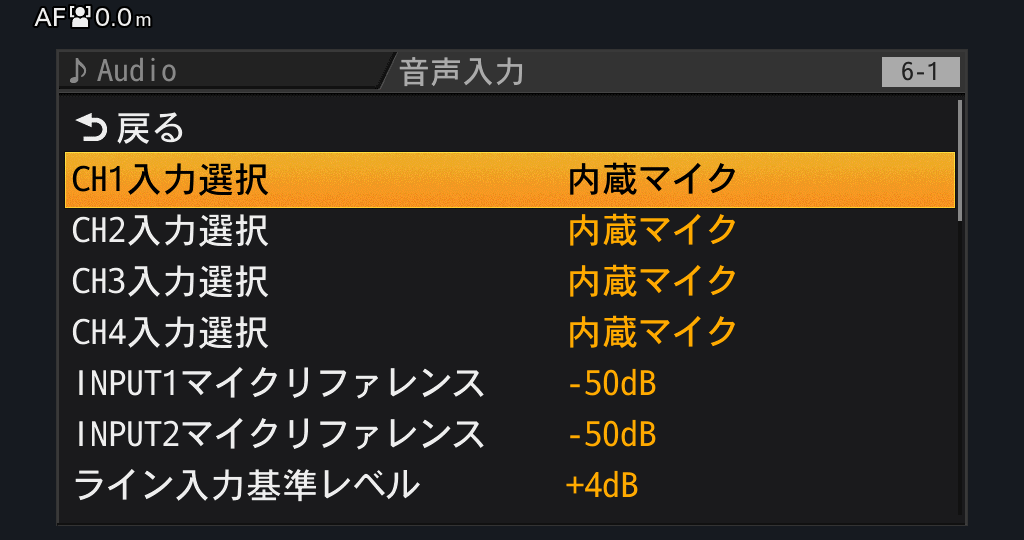 AF 0.0m
Audio 音声入力 6-1
戻る
CH1入力選択 内蔵マイク
CH2入力選択 内蔵マイク
CH3入力選択 内蔵マイク
CH4入力選択 内蔵マイク
INPUT1マイクリファレンス -50dB
INPUT2マイクリファレンス -50dB
ライン入力基準レベル +4dB